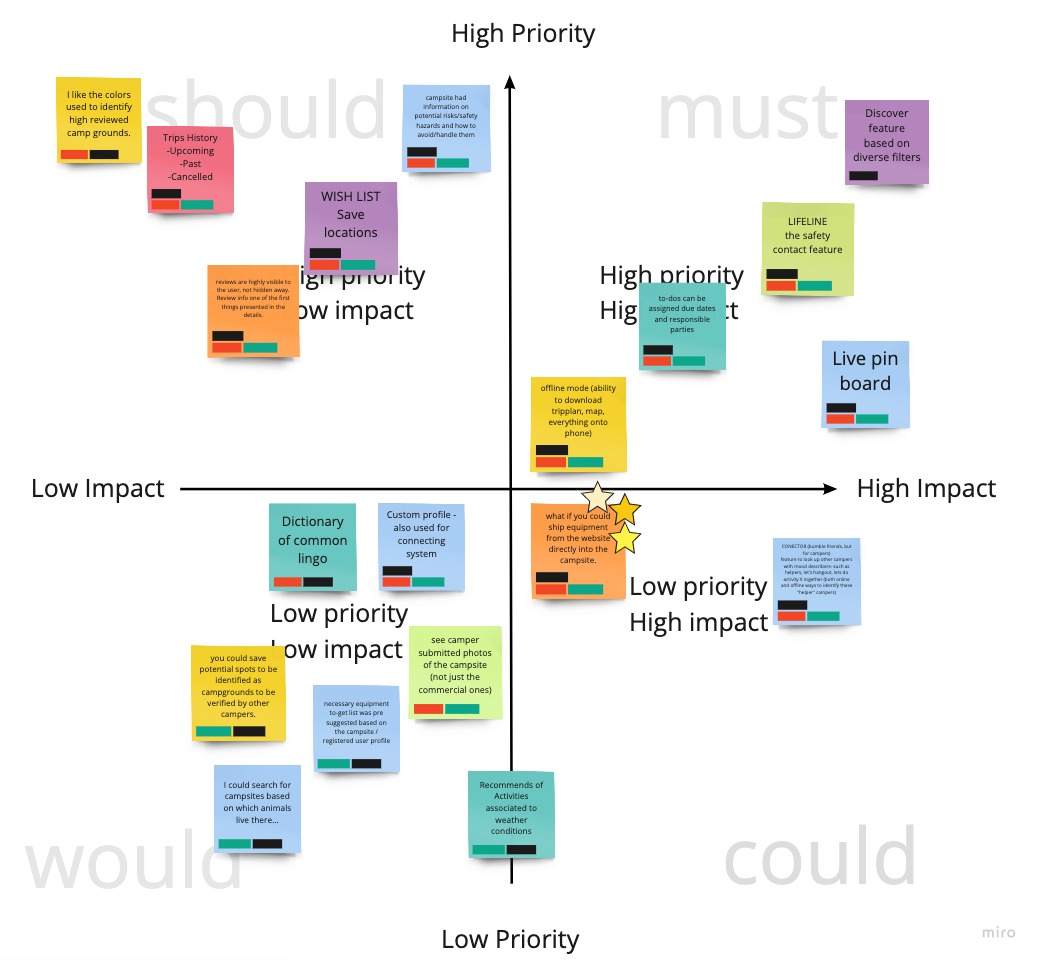 High Priority
should
must
I like the colors
used to identify
high reviewed
camp grounds.
Trips History
-Upcoming
-Past
-Cancelled
campsite had
information on
potential risks/safety
hazards and how to
avoid/handle them
WISH LIST
Save
locations
reviews are highly visible to
the user, not hidden away.
Review info one of the first
things presented in the
details.
igh priority
ow impact
Discover
feature
based on
diverse filters
LIFELINE
the safety
contact feature
High priority
Hig ct
to-dos can be
assigned due dates
and responsible
parties
Live pin
board
offline mode (ability
to download
tripplan, map,
everything onto
phone)
Low Impact
High Impact
Dictionary
of common
lingo
Custom profile -
also used for
connecting
system
what if you could
ship equipment
from the website
directly into the
campsite.
CONECTOR (bumble friends, but
for campers)
feature to look up other campers
with mood describers- such as
helpers, let's hangout, lets do
activity X together (both online
and offline ways to identify these
"helper" campers)
Low priority
High impact
Low priority
Low impact
you could save
potential spots to be
identified as
campgrounds to be
verified by other
campers.
see camper
submitted photos
of the campsite
(not just the
commercial ones)
necessary equipment
to-get list was pre
suggested based on
the campsite /
registered user profile
I could search for
campsites based
on which animals
live there...
Recommends of
Activities
associated to
weather
conditions
would
could
Low Priority
miro